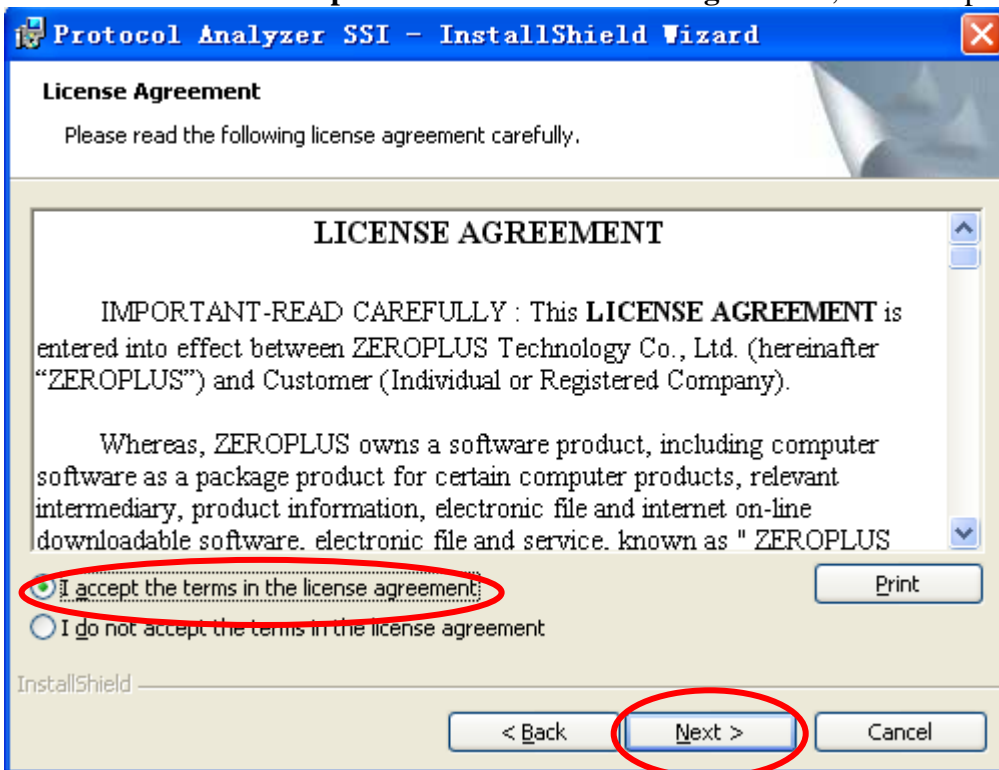 Protocol Analyzer SSI - InstallShield Wizard
License Agreement
Please read the following license agreement carefully.
LICENSE AGREEMENT
IMPORTANT-READ CAREFULLY : This LICENSE AGREEMENT is
entered into effect between ZEROPLUS Technology Co., Ltd. (hereinafter
“ZEROPLUS”) and Customer (Individual or Registered Company).
Whereas, ZEROPLUS owns a software product, including computer
software as a package product for certain computer products, relevant
intermediary, product information, electronic file and internet on-line
downloadable software, electronic file and service, known as " ZEROPLUS
I accept the terms in the license agreement
Print
I do not accept the terms in the license agreement
InstallShield
< Back
Next >
Cancel